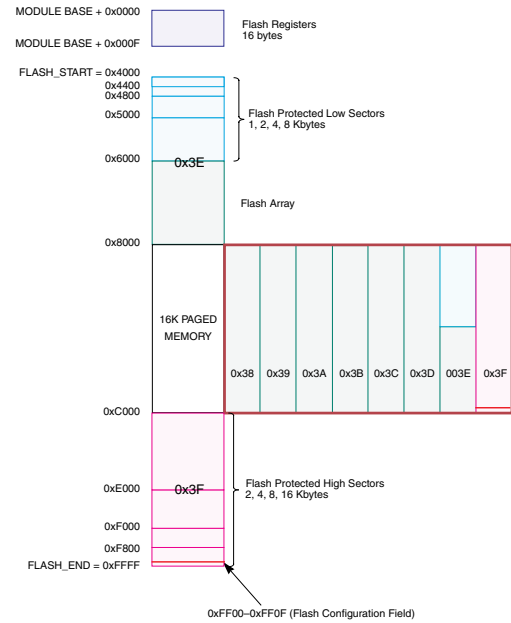 MODULE BASE + 0x0000
Flash Registers
16 bytes
MODULE BASE + 0x000F
FLASH_START = 0x4000
0x4400
0x4800
Flash Protected Low Sectors
1, 2, 4, 8 Kbytes
0x5000
0x6000
0x3E
Flash Array
0x8000
16K PAGED
MEMORY
0x38 0x39 0x3A 0x3B 0x3C 0x3D 003E 0x3F
0xC000
Flash Protected High Sectors
2, 4, 8, 16 Kbytes
0xE000
0x3F
0xF000
0xF800
FLASH_END = 0xFFFF
0xFF00–0xFF0F (Flash Configuration Field)